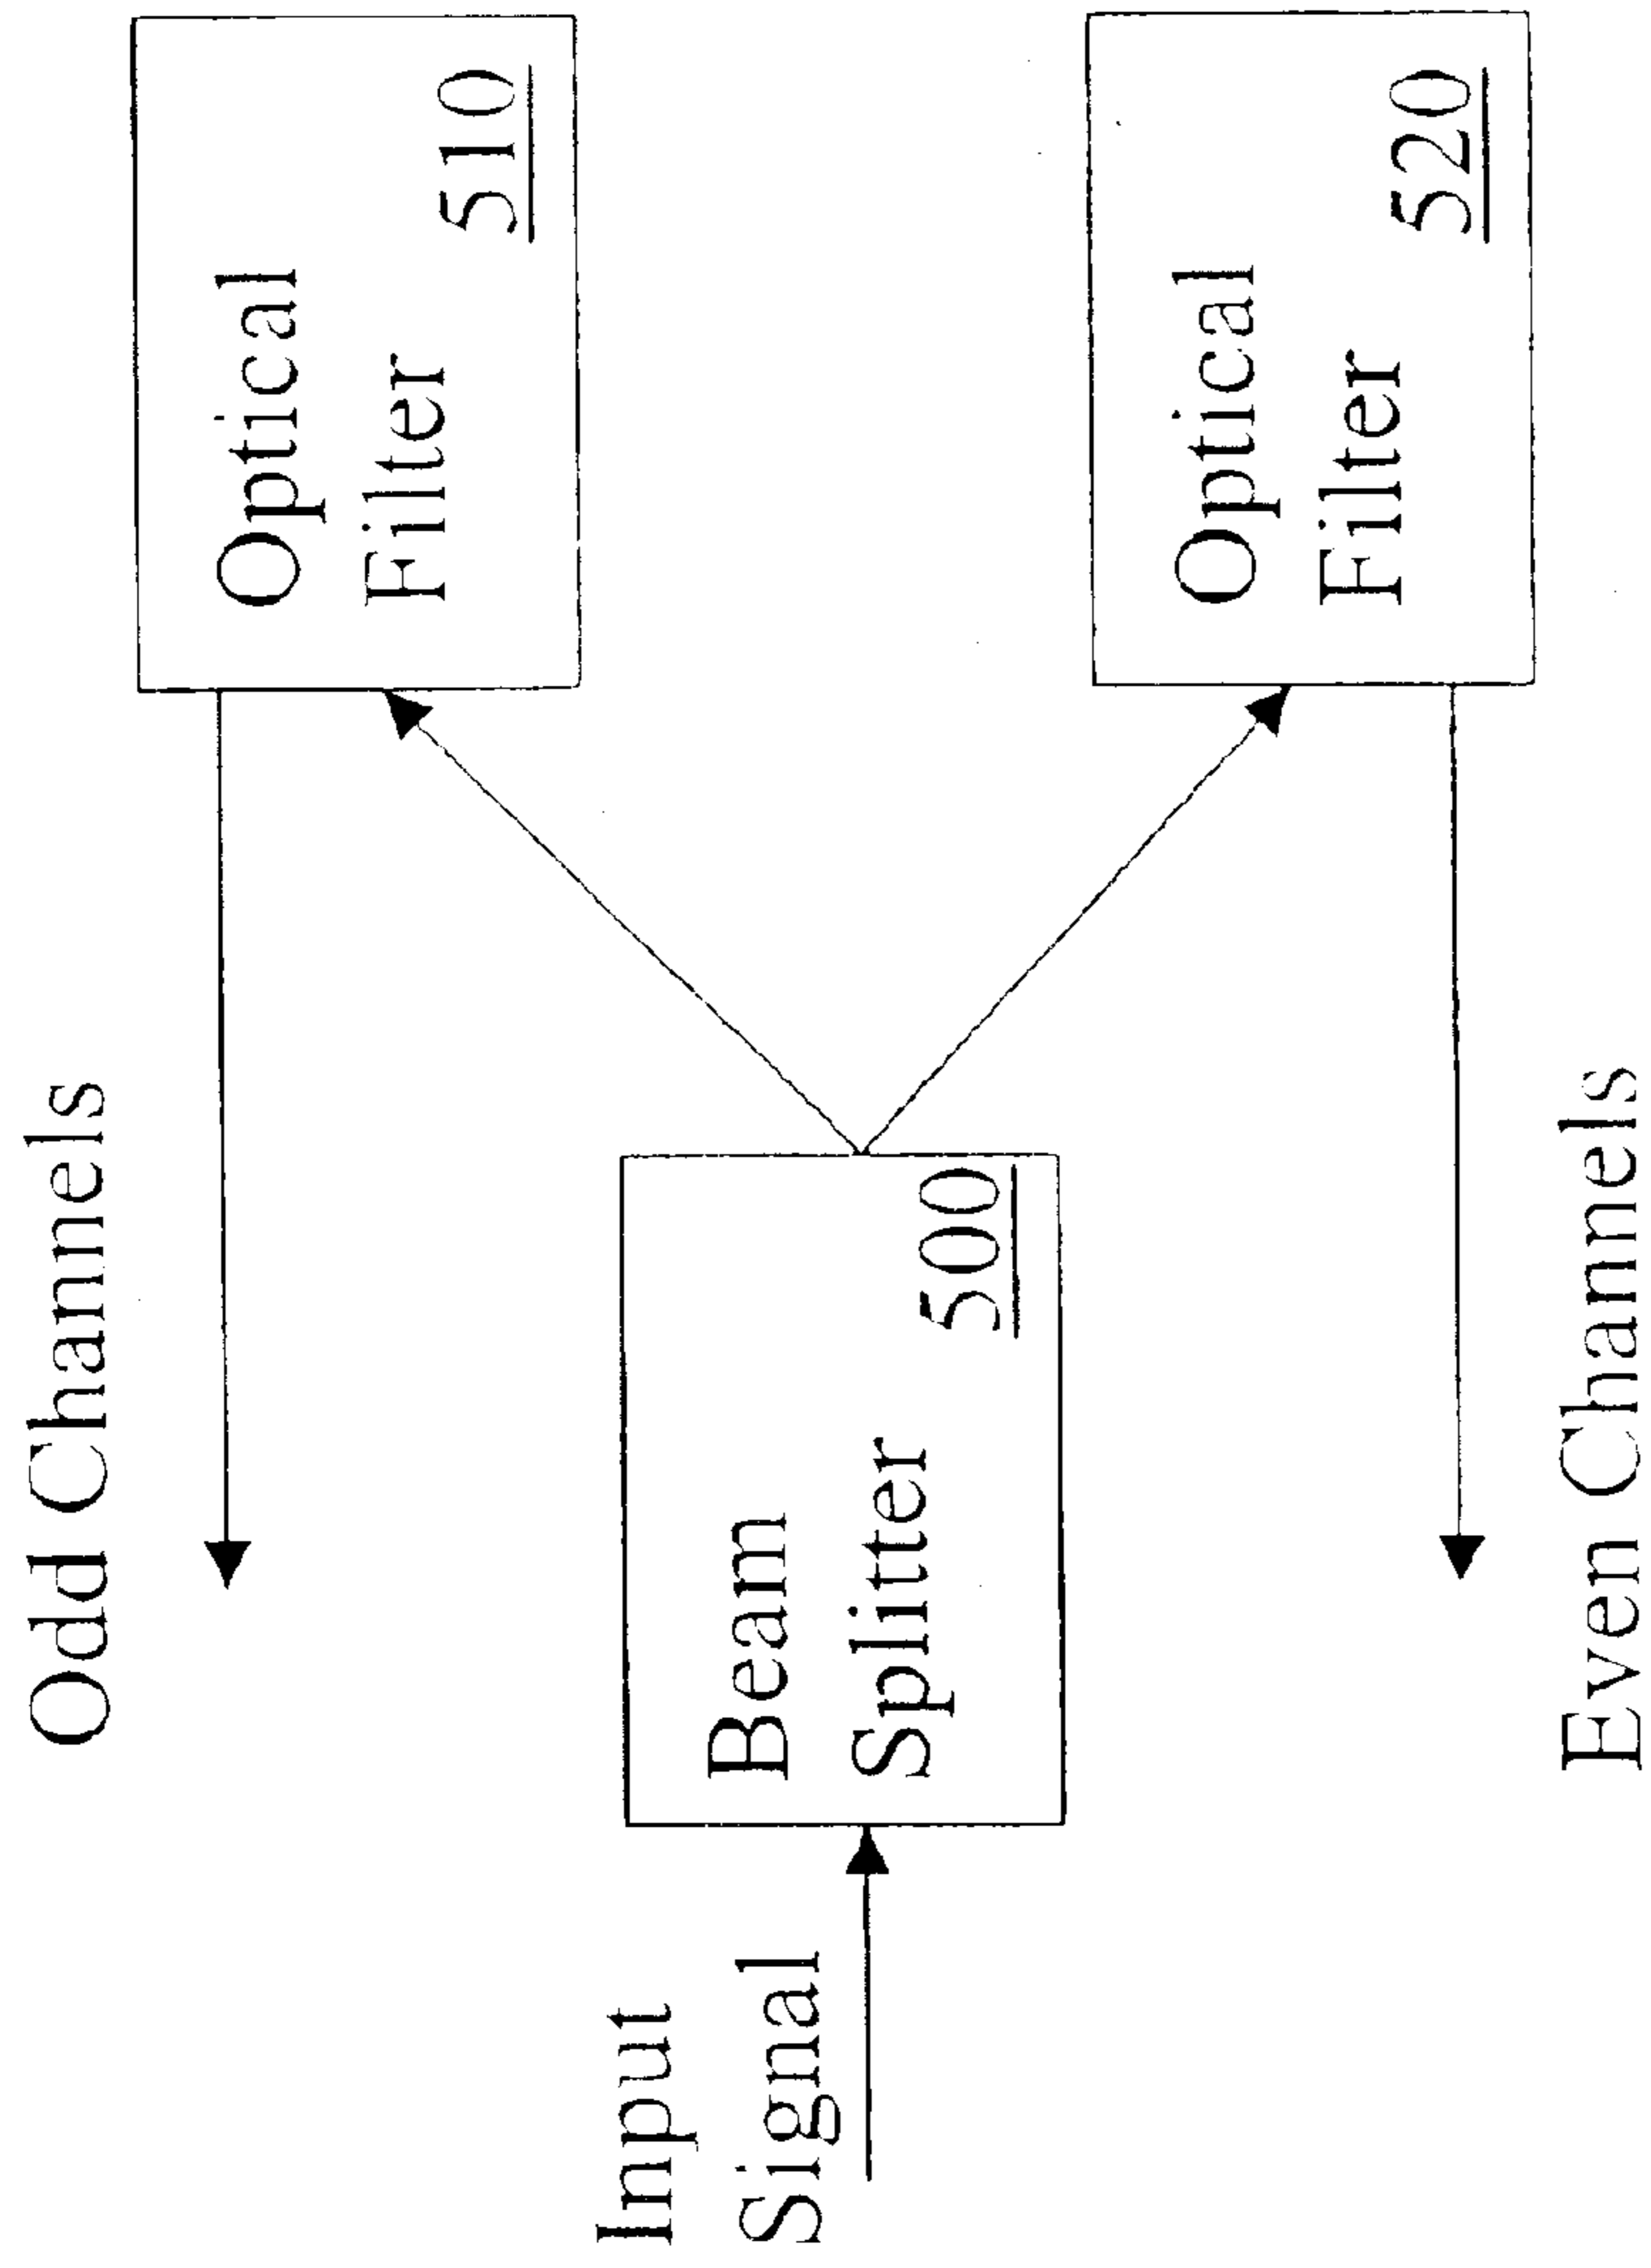 Odd Channels
Optical
Filter
510
Input
Signal
Beam
Splitter
500
Optical
Filter
520
Even Channels